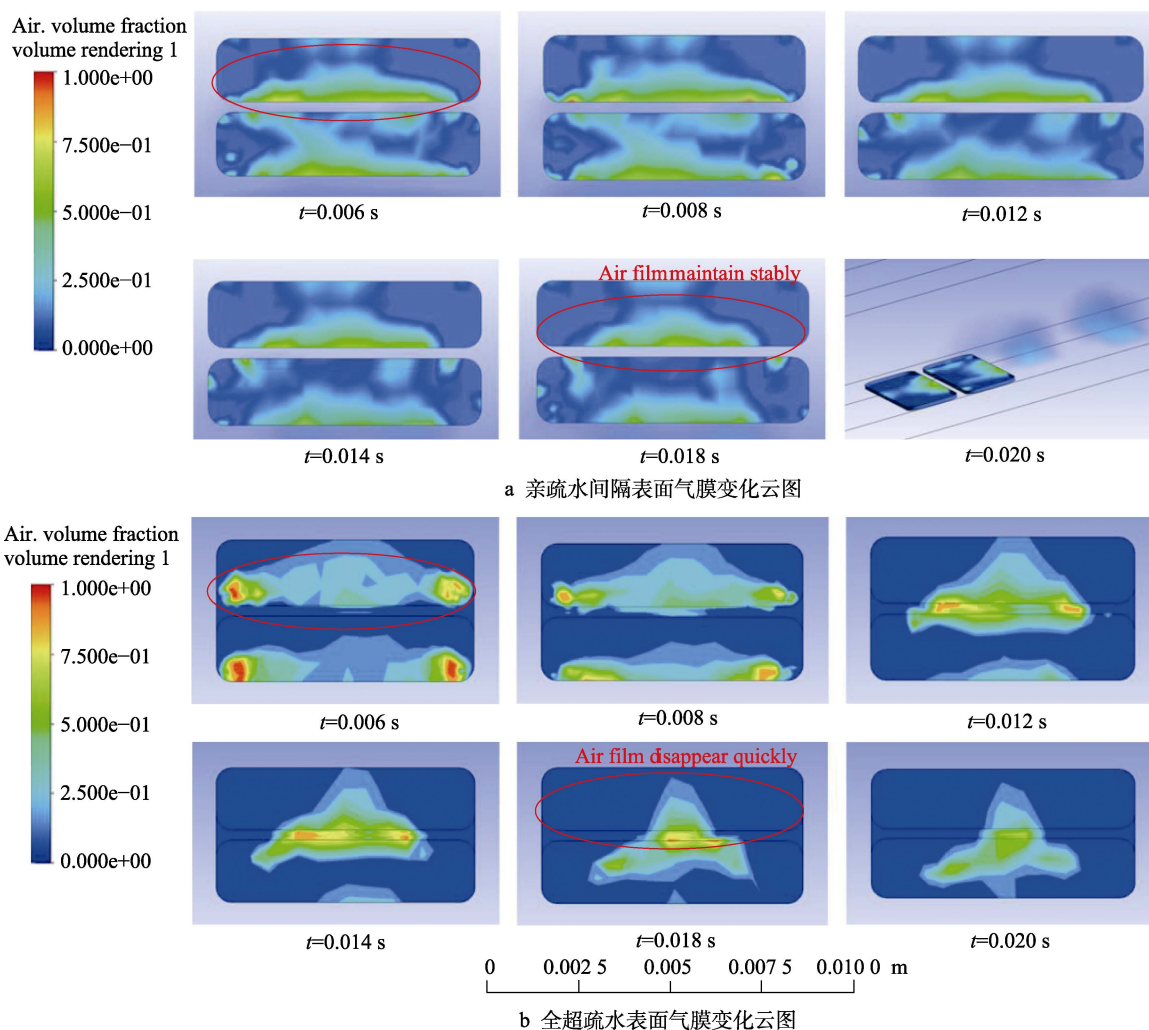 Air. volume fraction
volume rendering 1
1.000e+00
7.500e−01
5.000e−01
2.500e−01
0.000e+00
t=0.006 s
t=0.008 s
t=0.012 s
Air film maintain stably
t=0.014 s
t=0.018 s
t=0.020 s
a 亲疏水间隔表面气膜变化云图
Air. volume fraction
volume rendering 1
1.000e+00
7.500e−01
5.000e−01
2.500e−01
0.000e+00
t=0.006 s
t=0.008 s
t=0.012 s
Air film disappear quickly
t=0.014 s
t=0.018 s
t=0.020 s
0 0.002 5 0.005 0.007 5 0.010 0 m
b 全超疏水表面气膜变化云图